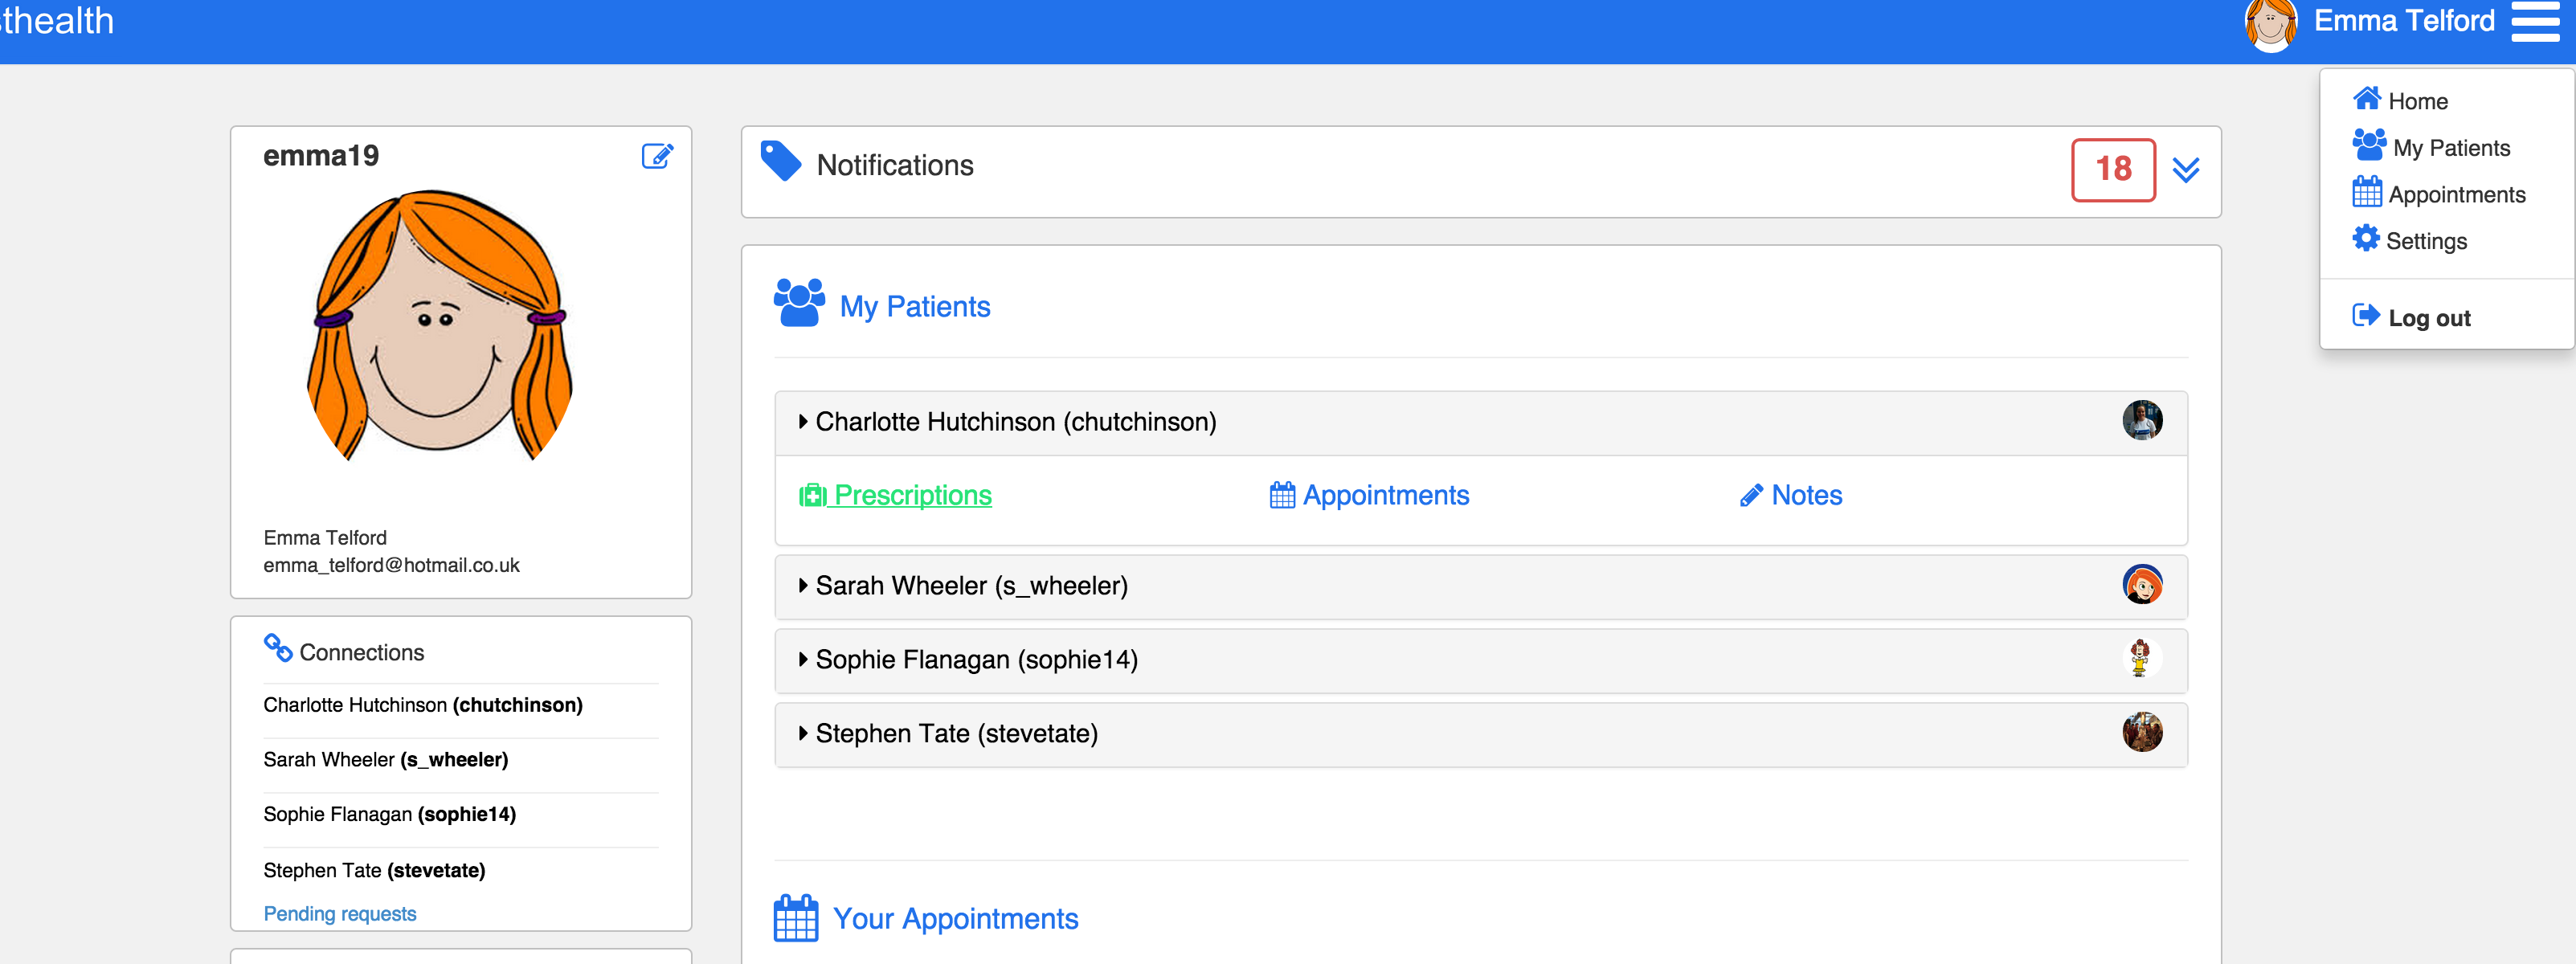 thealth
Emma Telford
Home
My Patients
Appointments
Settings
Log out
emma19
Emma Telford
emma_telford@hotmail.co.uk
Connections
Charlotte Hutchinson (chutchinson)
Sarah Wheeler (s_wheeler)
Sophie Flanagan (sophie14)
Stephen Tate (stevetate)
Pending requests
Notifications
18
My Patients
Charlotte Hutchinson (chutchinson)
Prescriptions Appointments Notes
Sarah Wheeler (s_wheeler)
Sophie Flanagan (sophie14)
Stephen Tate (stevetate)
Your Appointments